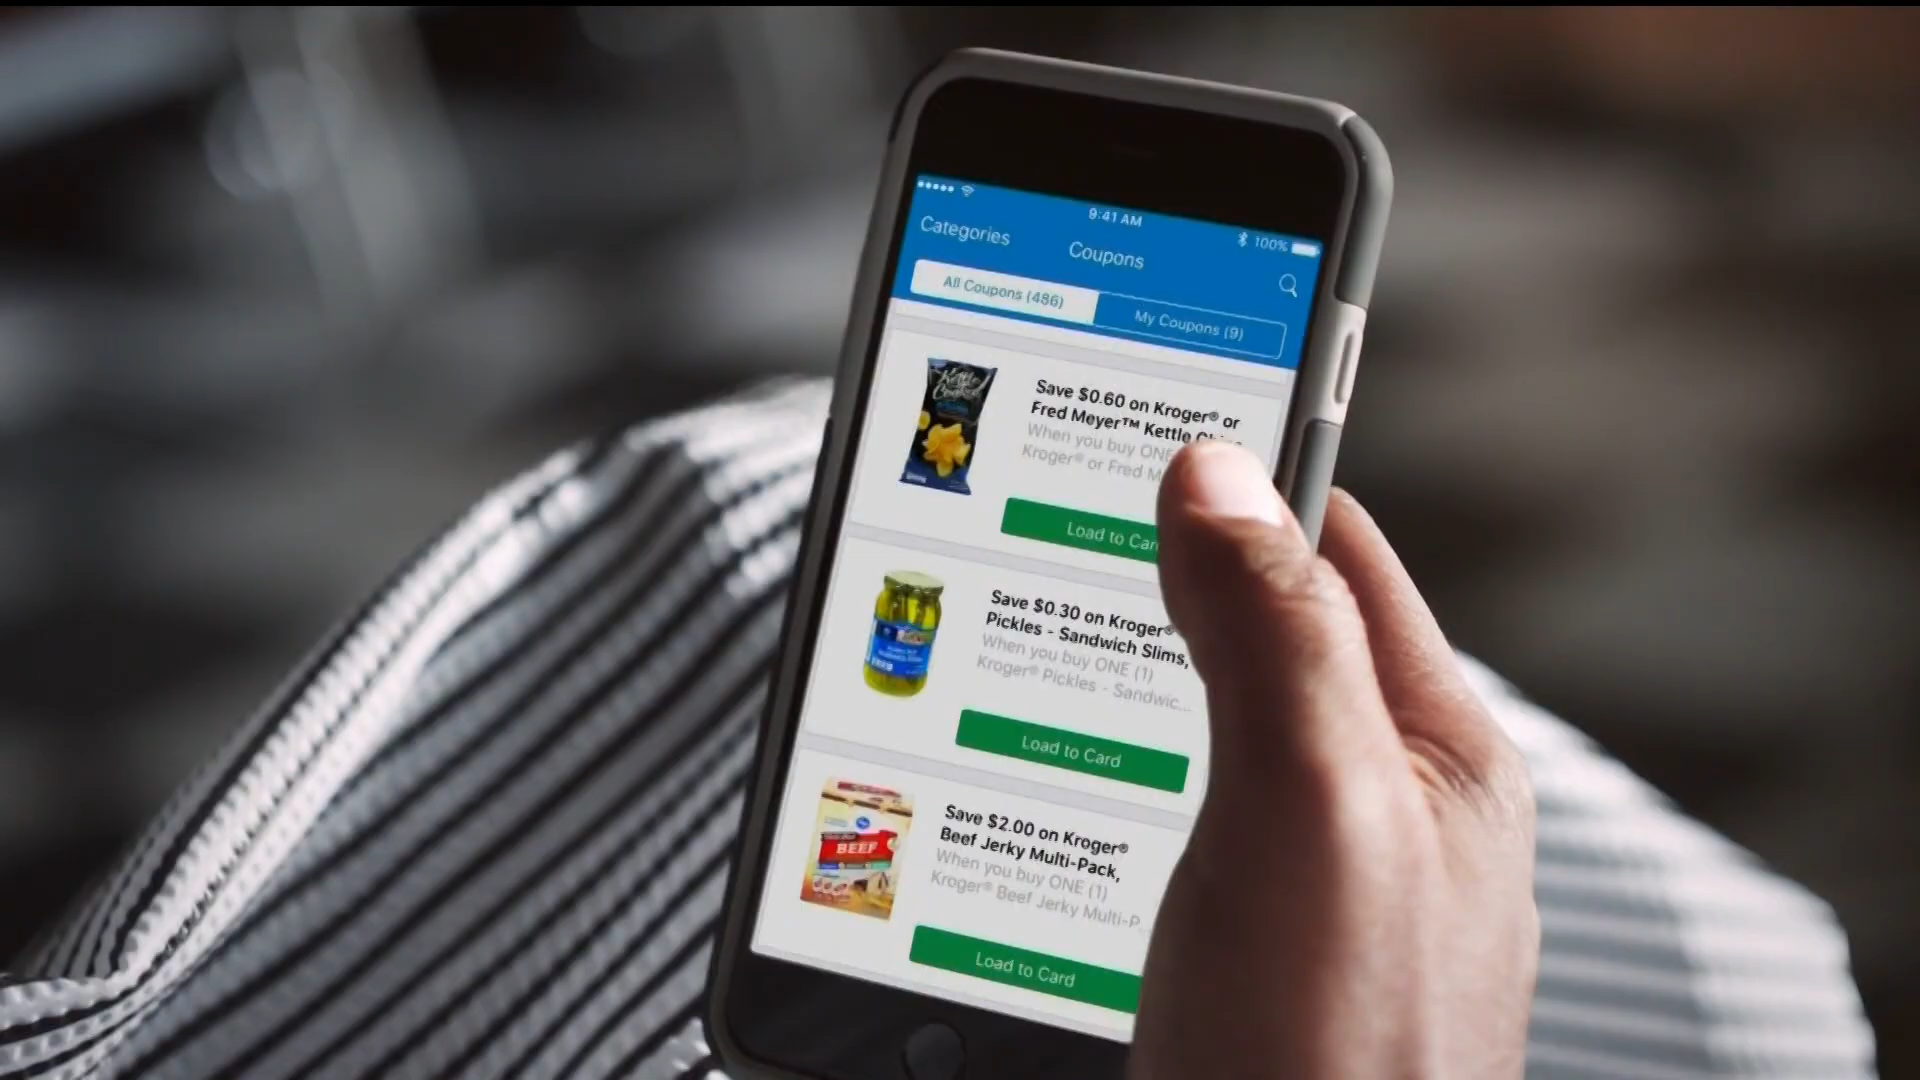 9:41 AM
100%
Categories
Coupons
All Coupons (486)
My Coupons (9)
Save $0.60 on Kroger® or
Fred Meyer™ Kettle
When you buy ONE
Kroger® or Fred
Load to
Save $0.30 on Kroger®
Pickles - Sandwich Slims,
When you buy ONE (1)
Kroger® Pickles - Sandwic...
Load to Card
BEEF
Save $2.00 on Kroger®
Beef Jerky Multi-Pack,
When you buy ONE (1)
Kroger® Beef Jerky Multi-P...
Load to Card